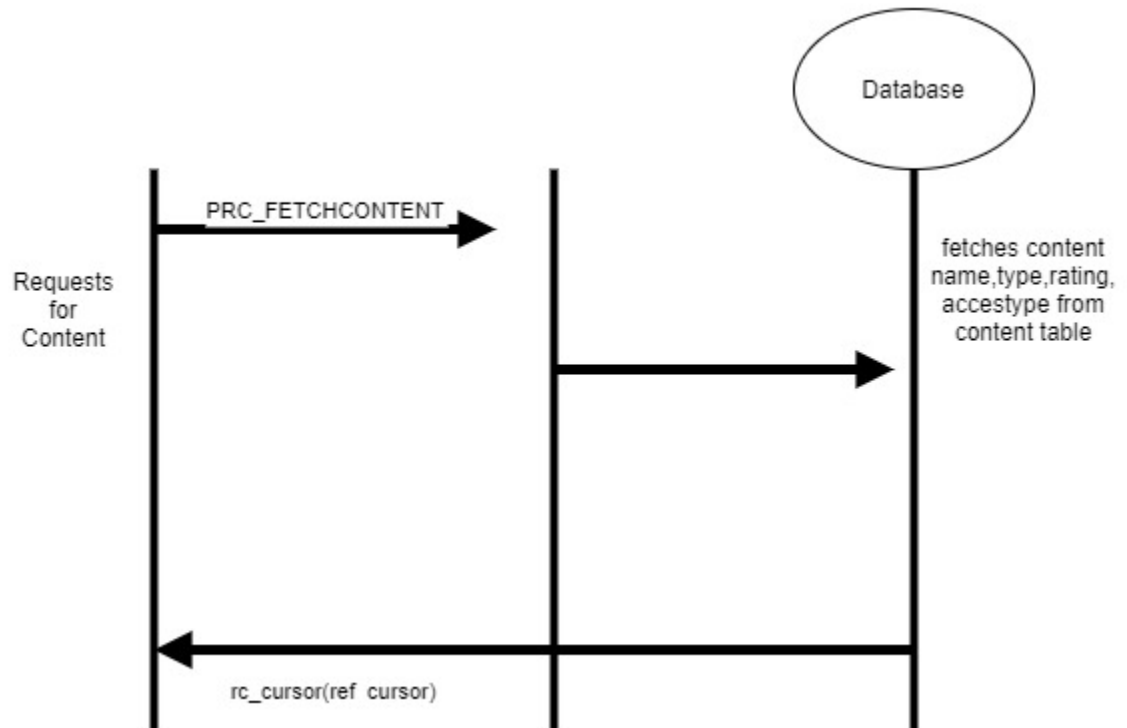 Database
PRC_FETCHCONTENT
Requests
for
Content
fetches content
name,type,rating,
accestype from
content table
rc_cursor(ref cursor)